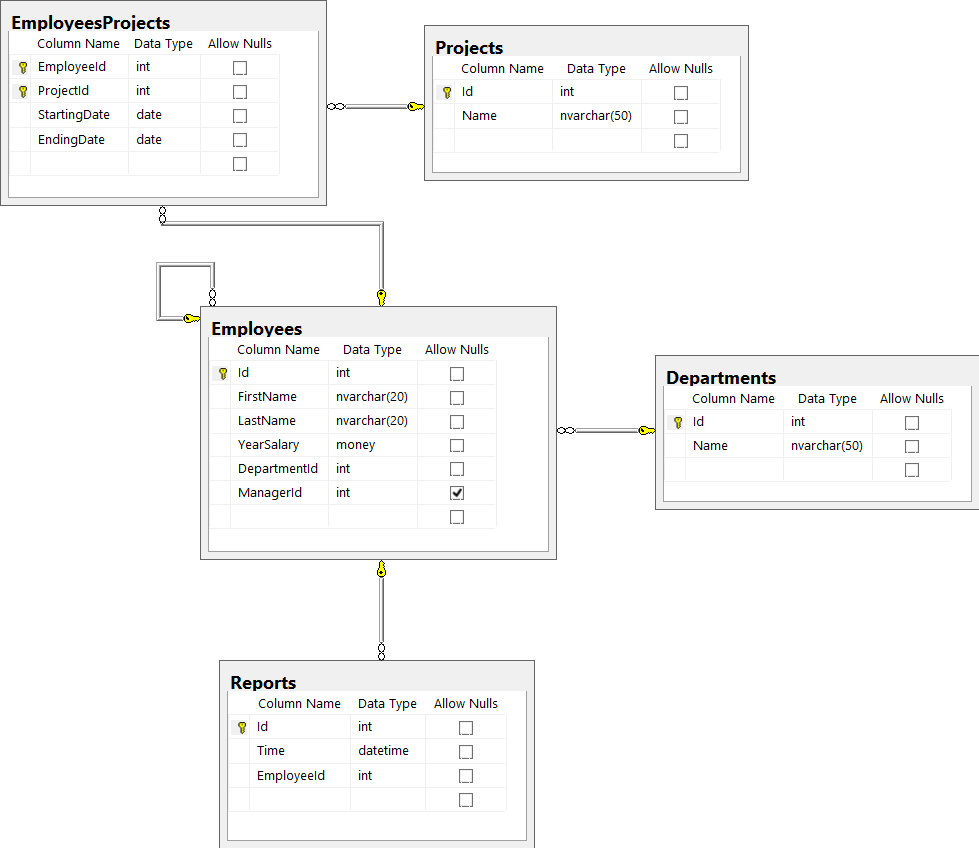 EmployeesProjects
Column Name Data Type Allow Nulls
EmployeeId int
ProjectId int
StartingDate date
EndingDate date
Projects
Column Name Data Type Allow Nulls
Id int
Name nvarchar(50)
Employees
Column Name Data Type Allow Nulls
Id int
FirstName nvarchar(20)
LastName nvarchar(20)
YearSalary money
DepartmentId int
ManagerId int
Departments
Column Name Data Type Allow Nulls
Id int
Name nvarchar(50)
Reports
Column Name Data Type Allow Nulls
Id int
Time datetime
EmployeeId int